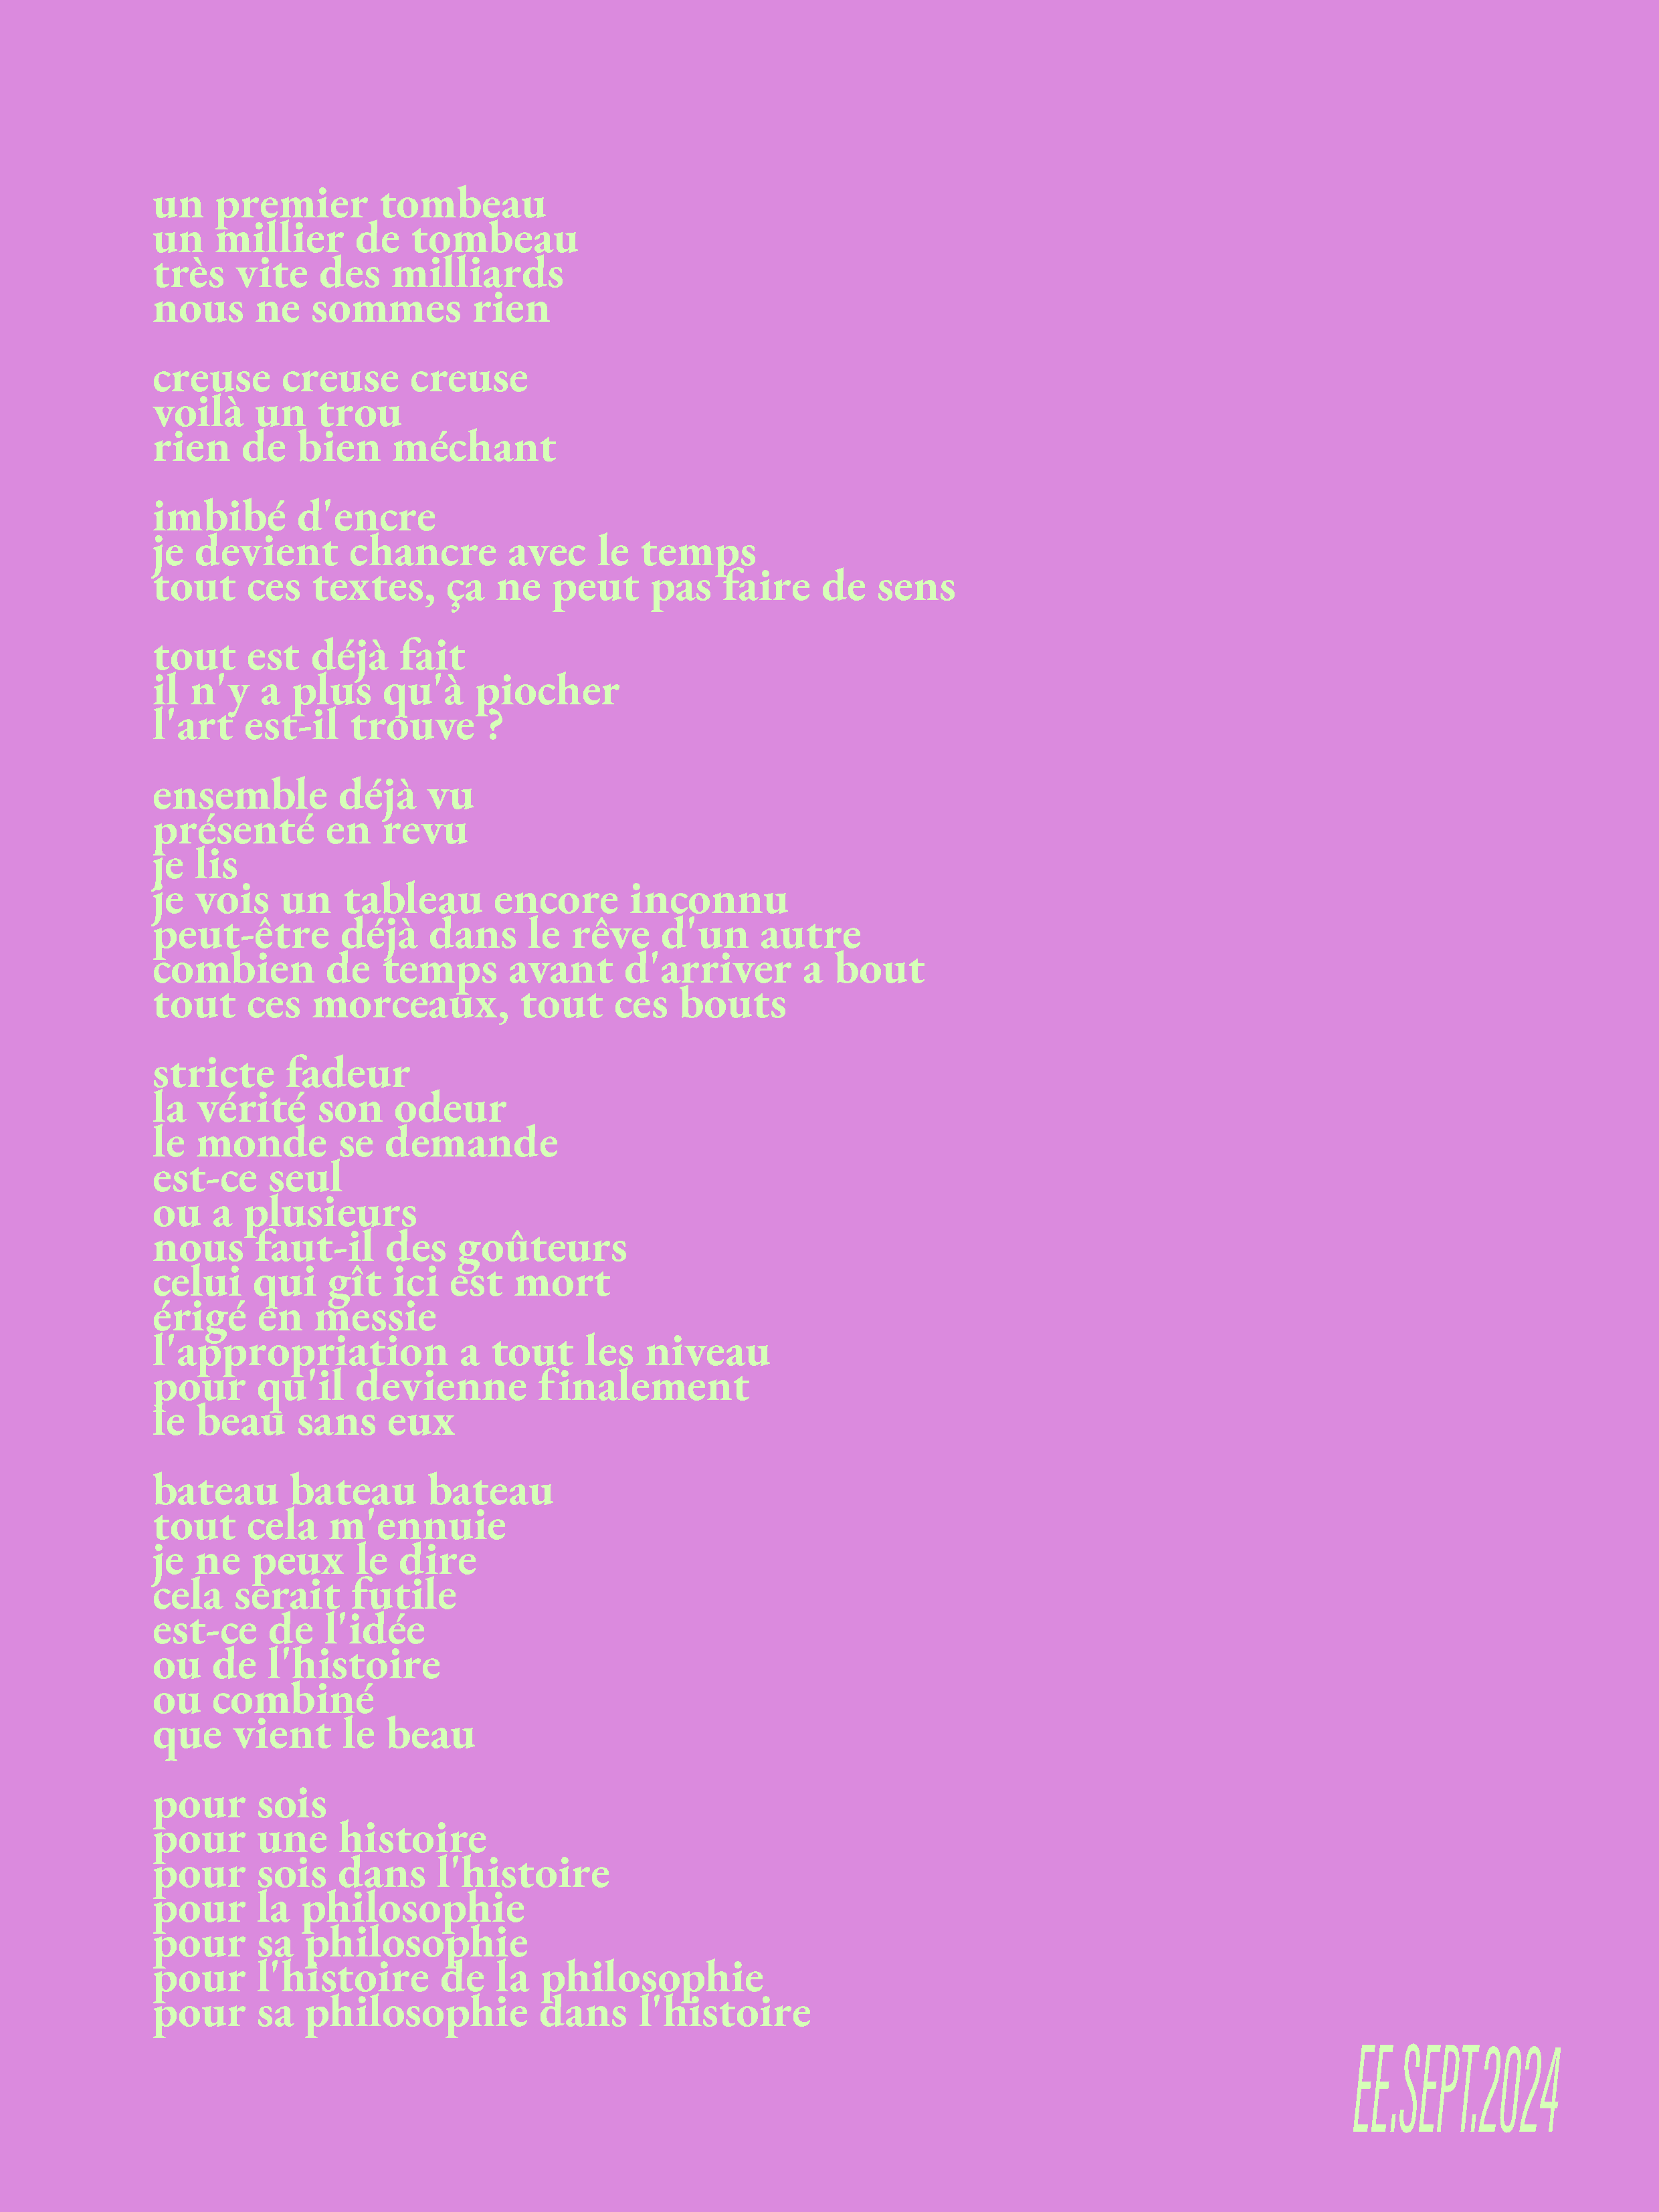 un premier tombeau
un millier de tombeau
très vite des milliards
nous ne sommes rien

creuse creuse creuse
voilà un trou
rien de bien méchant

imbibé d'encre
je devient chancre avec le temps
tout ces textes, ça ne peut pas faire de sens

tout est déjà fait
il n'y a plus qu'à piocher
l'art est-il trouve ?

ensemble déjà vu
présenté en revu
je lis
je vois un tableau encore inconnu
peut-être déjà dans le rêve d'un autre
combien de temps avant d'arriver a bout
tout ces morceaux, tout ces bouts

stricte fadeur
la vérité son odeur
le monde se demande
est-ce seul
ou a plusieurs
nous faut-il des goûteurs
celui qui gît ici est mort
érigé en messie
l'appropriation a tout les niveau
pour qu'il devienne finalement
le beau sans eux

bateau bateau bateau
tout cela m'ennuie
je ne peux le dire
cela serait futile
est-ce de l'idée
ou de l'histoire
ou combiné
que vient le beau

pour sois
pour une histoire
pour sois dans l'histoire
pour la philosophie
pour sa philosophie
pour l'histoire de la philosophie
pour sa philosophie dans l'histoire
EE.SEPT.2024